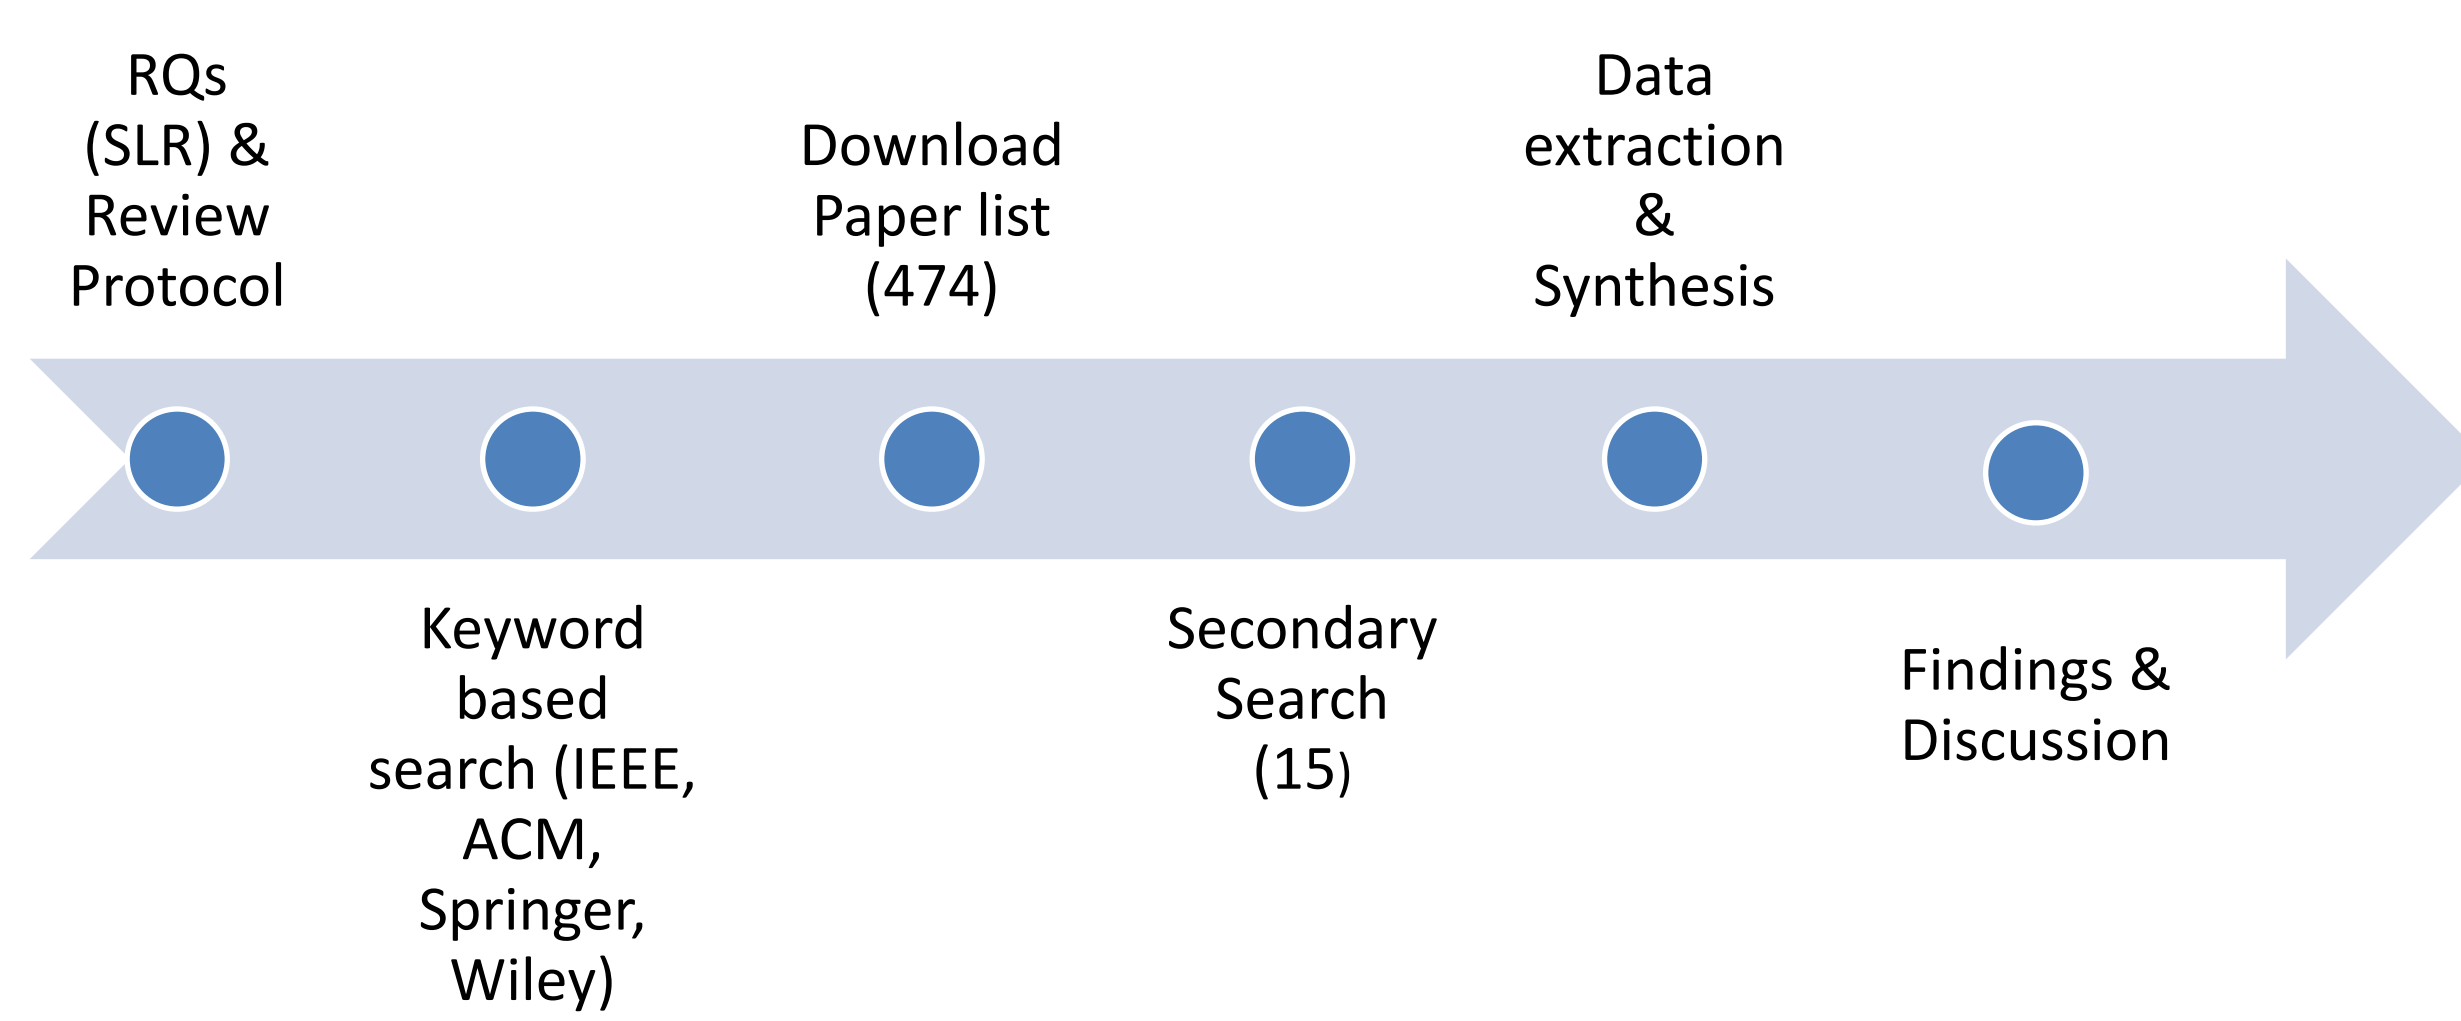 RQs
(SLR) &
Review
Protocol
Keyword
based
search (IEEE,
ACM,
Springer,
Wiley)
Download
Paper list
(474)
Secondary
Search
(15)
Data
extraction
&
Synthesis
Findings &
Discussion